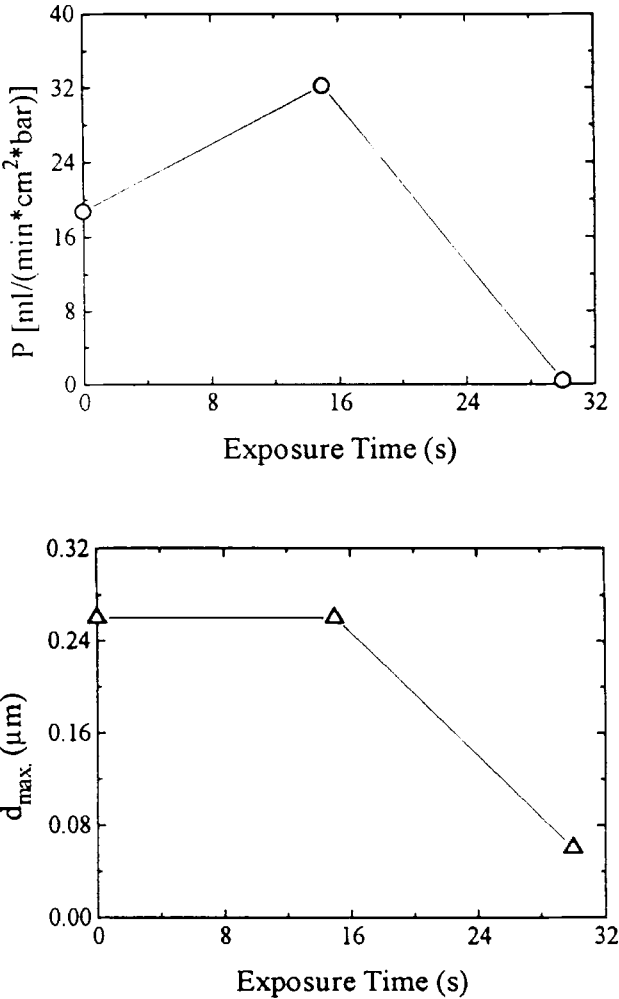 40
32
24
16
8
0
P [ml/(min*cm²*bar)]
0 8 16 24 32
Exposure Time (s)
0.32
0.24
0.16
0.08
0.00
d max. (µm)
0 8 16 24 32
Exposure Time (s)